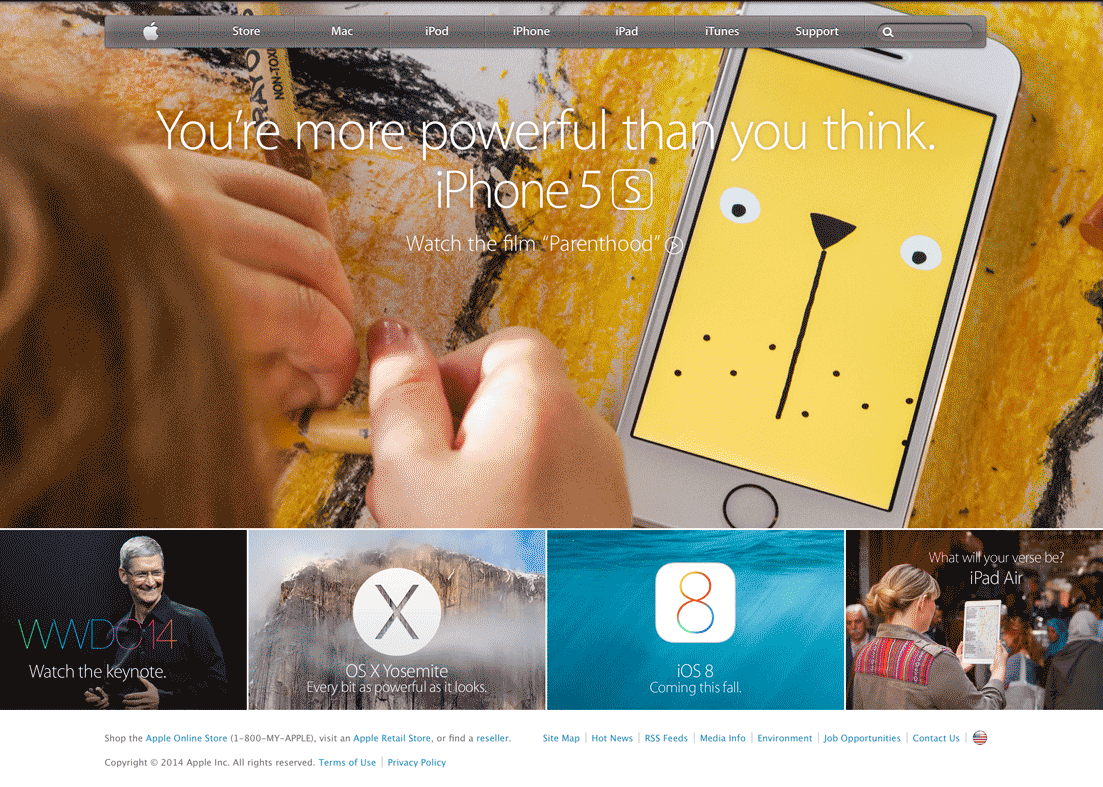 Store
Mac
iPod
iPhone
iPad
iTunes
Support
NON-TOXI
You're more powerful than you think.
iPhone 5 S
Watch the film “Parenthood”
WWDC14
Watch the keynote.
X
OS X Yosemite
Every bit as powerful as it looks.
8
iOS 8
Coming this fall.
What will your verse be?
iPad Air
Shop the Apple Online Store (1-800-MY-APPLE), visit an Apple Retail Store, or find a reseller.
Site Map | Hot News | RSS Feeds | Media Info | Environment | Job Opportunities | Contact Us |
Copyright © 2014 Apple Inc. All rights reserved. Terms of Use | Privacy Policy